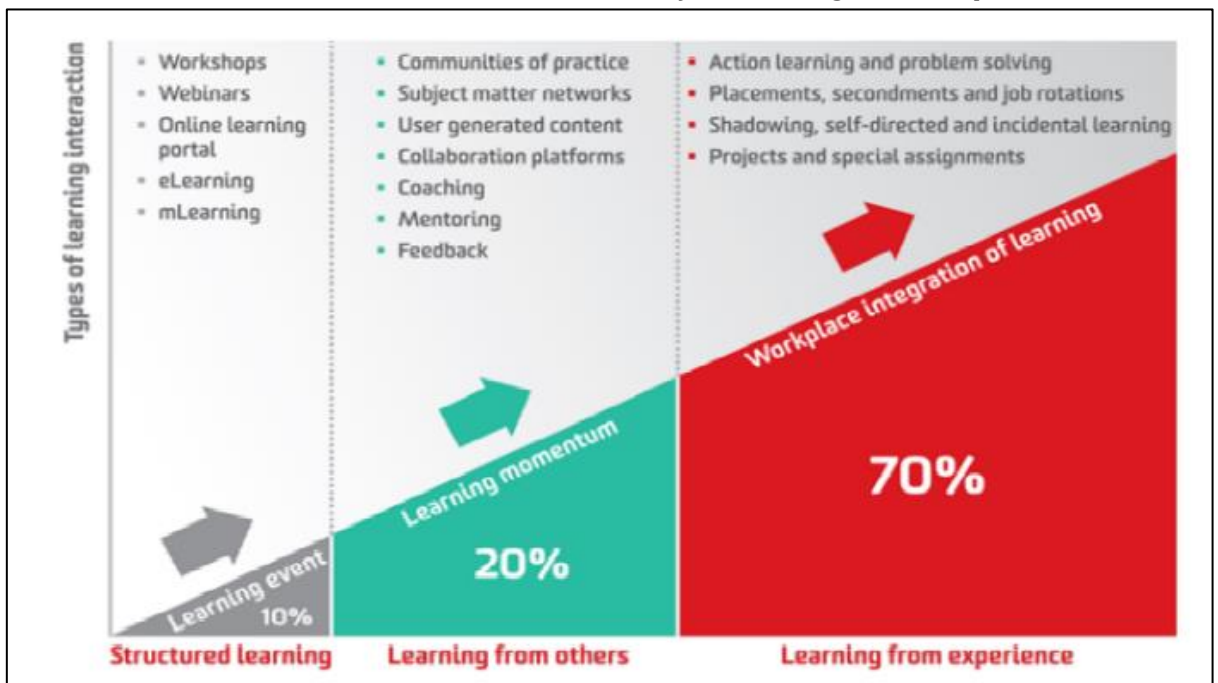 Types of learning interaction
▪ Workshops
▪ Webinars
▪ Online learning
portal
▪ eLearning
▪ mLearning
▪ Communities of practice
▪ Subject matter networks
▪ User generated content
▪ Collaboration platforms
▪ Coaching
▪ Mentoring
▪ Feedback
▪ Action learning and problem solving
▪ Placements, secondments and job rotations
▪ Shadowing, self-directed and incidental learning
▪ Projects and special assignments
Learning event
10%
Learning momentum
20%
Workplace integration of learning
70%
Structured learning
Learning from others
Learning from experience